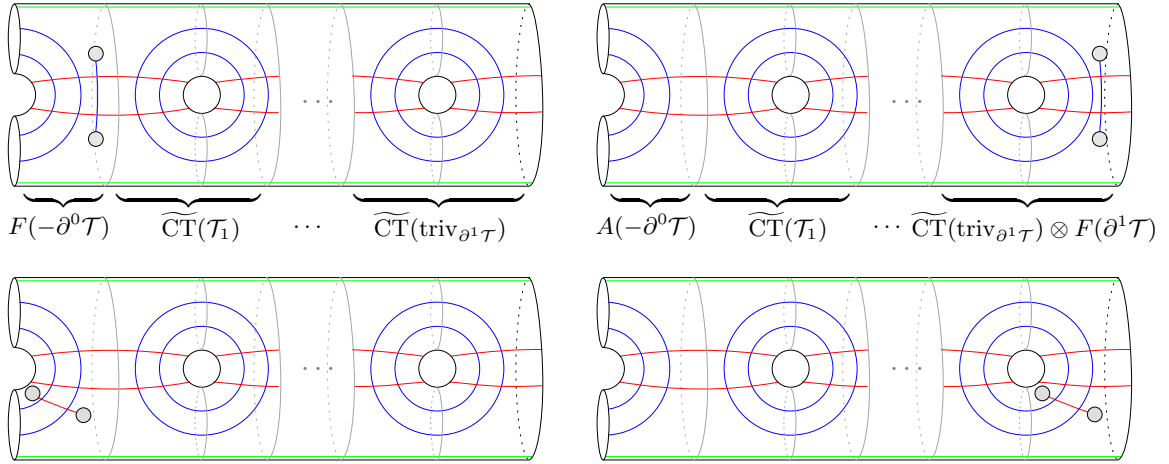 · · · · · ·
F(−∂⁰𝒯) C͠T(𝒯₁) · · · C͠T(triv_{∂¹𝒯}) A(−∂⁰𝒯) C͠T(𝒯₁) · · · C͠T(triv_{∂¹𝒯}) ⊗ F(∂¹𝒯)
· · · · · ·